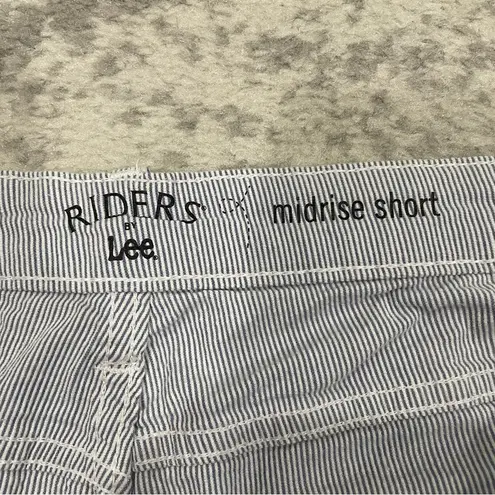 RIDERS®
BY
Lee.
midrise short